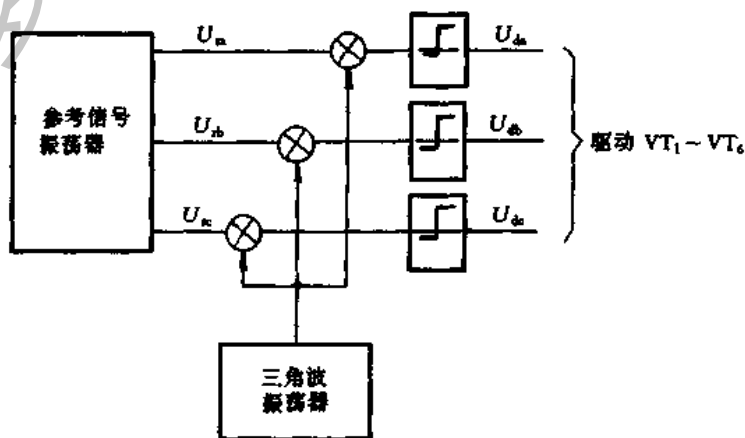 参考信号
振荡器
U_ra
U_rb
U_rc
U_da
U_db
U_dc
驱动 VT₁～VT₆
三角波
振荡器